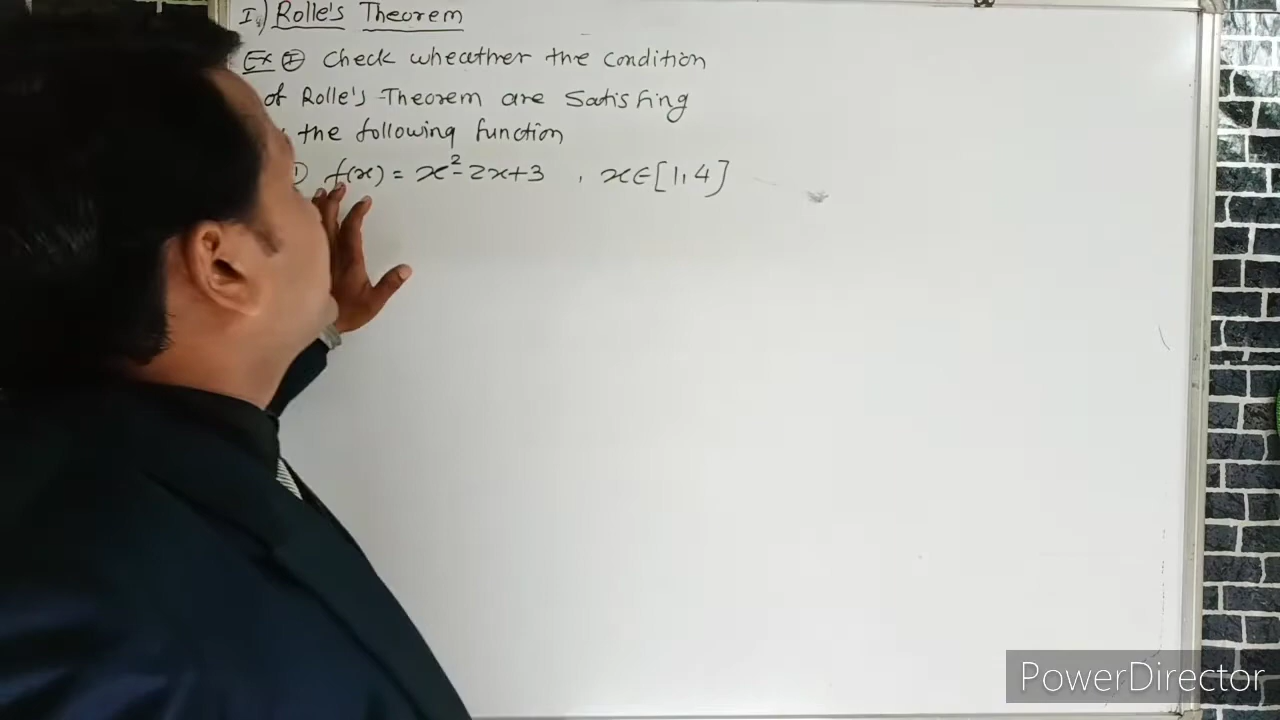 I.) Rolle's Theorem
Ex I Check wheather the condition
of Rolle's Theorem are Satisfing
the following function
1) f(x) = x²-2x+3 , x∈[1,4]
PowerDirector